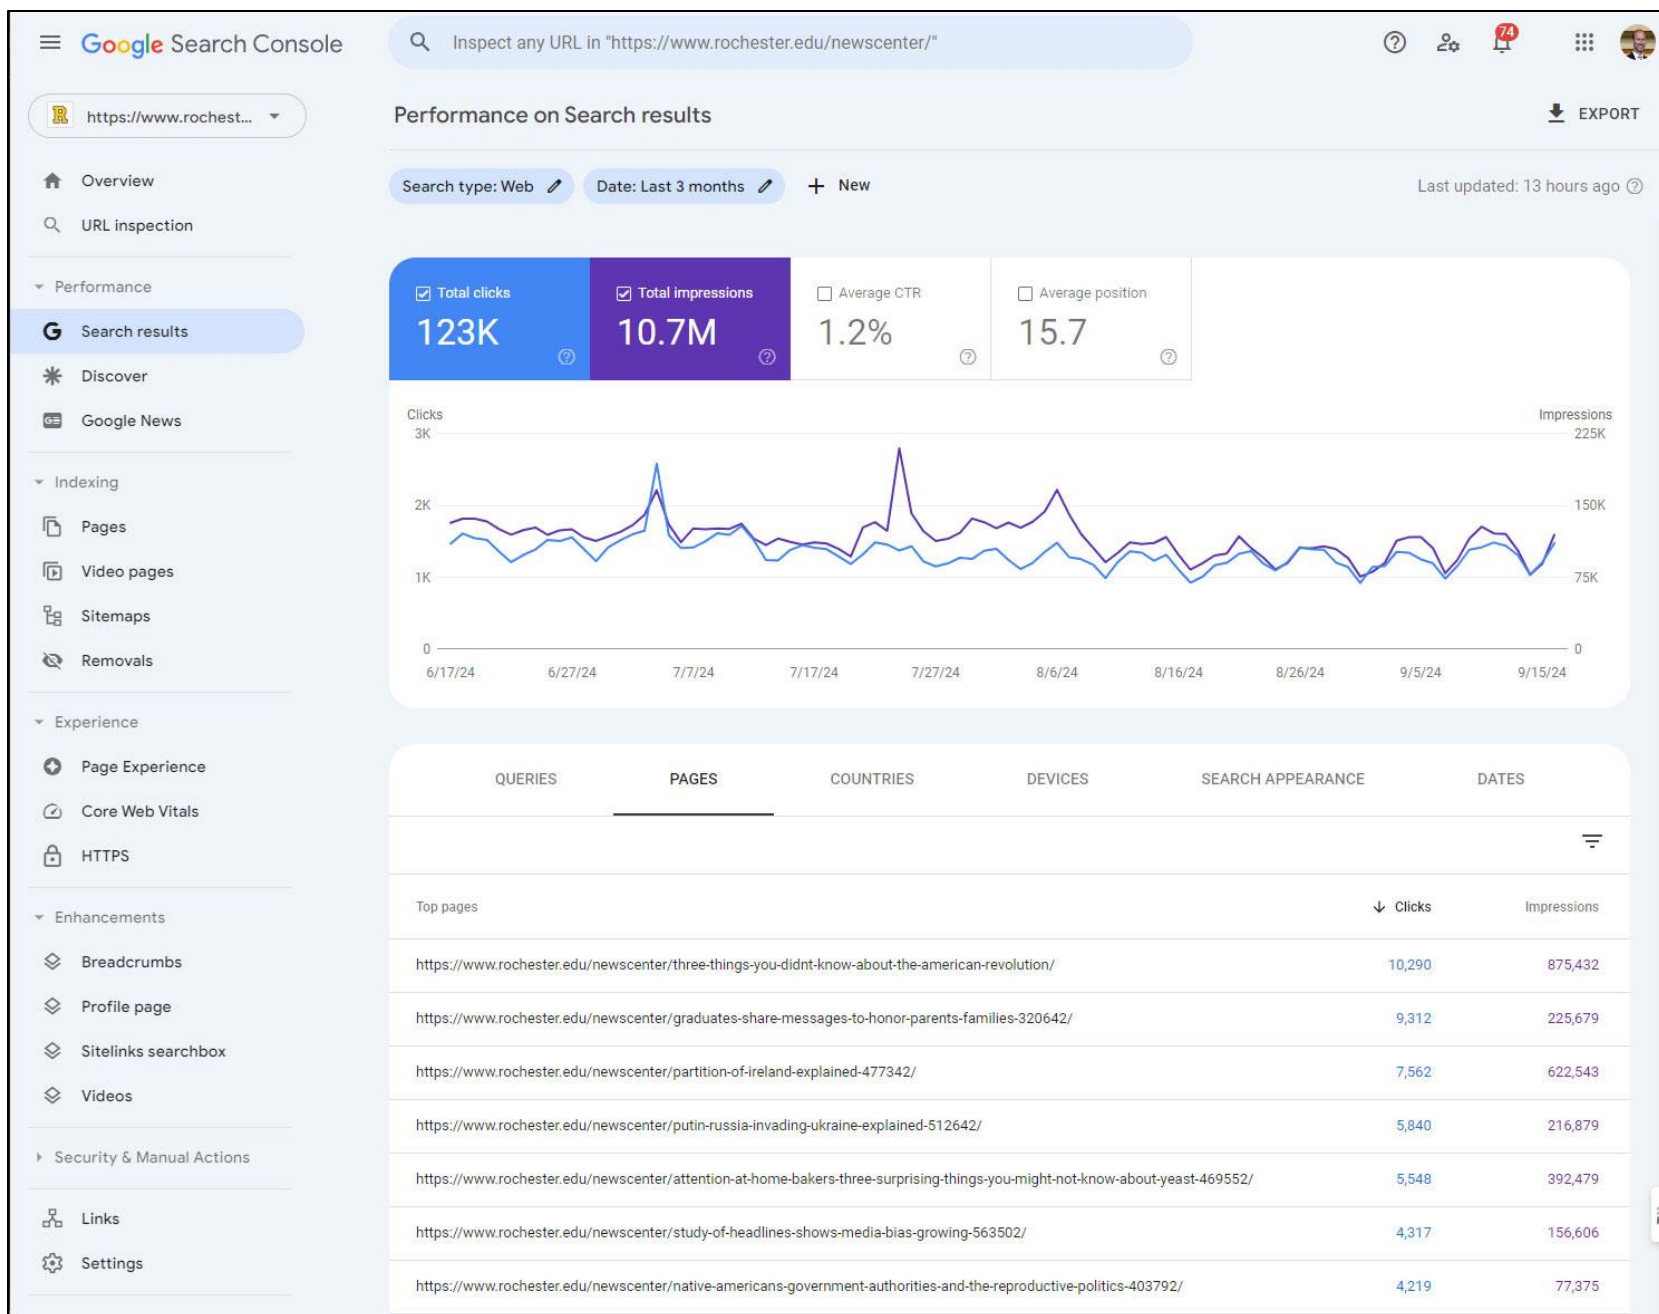 Google Search Console
Inspect any URL in "https://www.rochester.edu/newscenter/"
74
R
https://www.rochest...
Performance on Search results
EXPORT
Overview
URL inspection
Search type: Web
Date: Last 3 months
+ New
Last updated: 13 hours ago
Performance
Search results
Discover
Google News
Indexing
Pages
Video pages
Sitemaps
Removals
Experience
Page Experience
Core Web Vitals
HTTPS
Enhancements
Breadcrumbs
Profile page
Sitelinks searchbox
Videos
Security & Manual Actions
Links
Settings
Total clicks
123K
Total impressions
10.7M
Average CTR
1.2%
Average position
15.7
Clicks
Impressions
3K
225K
2K
150K
1K
75K
0
0
6/17/24 6/27/24 7/7/24 7/17/24 7/27/24 8/6/24 8/16/24 8/26/24 9/5/24 9/15/24
QUERIES PAGES COUNTRIES DEVICES SEARCH APPEARANCE DATES
Top pages Clicks Impressions
https://www.rochester.edu/newscenter/three-things-you-didnt-know-about-the-american-revolution/ 10,290 875,432
https://www.rochester.edu/newscenter/graduates-share-messages-to-honor-parents-families-320642/ 9,312 225,679
https://www.rochester.edu/newscenter/partition-of-ireland-explained-477342/ 7,562 622,543
https://www.rochester.edu/newscenter/putin-russia-invading-ukraine-explained-512642/ 5,840 216,879
https://www.rochester.edu/newscenter/attention-at-home-bakers-three-surprising-things-you-might-not-know-about-yeast-469552/ 5,548 392,479
https://www.rochester.edu/newscenter/study-of-headlines-shows-media-bias-growing-563502/ 4,317 156,606
https://www.rochester.edu/newscenter/native-americans-government-authorities-and-the-reproductive-politics-403792/ 4,219 77,375